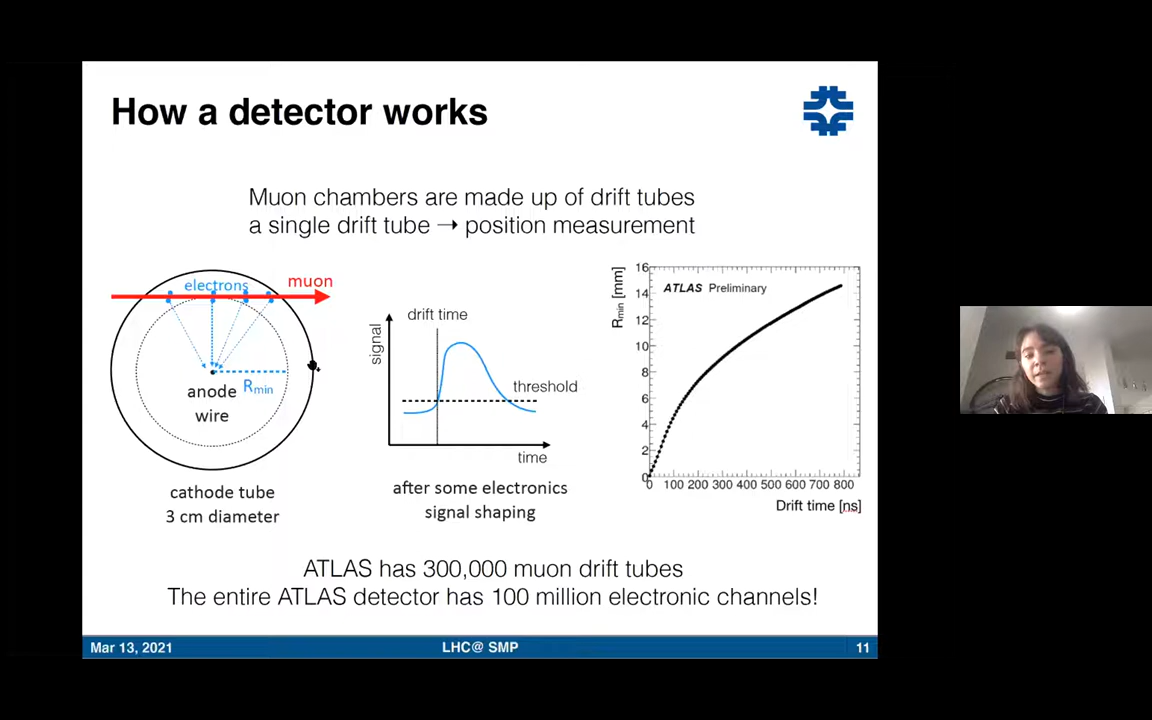 How a detector works
Muon chambers are made up of drift tubes
a single drift tube → position measurement
electrons
muon
anode
wire
Rmin
cathode tube
3 cm diameter
signal
drift time
threshold
time
after some electronics
signal shaping
Rmin [mm]
16
14
12
10
8
6
4
2
0
ATLAS Preliminary
0 100 200 300 400 500 600 700 800
Drift time [ns]
ATLAS has 300,000 muon drift tubes
The entire ATLAS detector has 100 million electronic channels!
Mar 13, 2021
LHC@ SMP
11